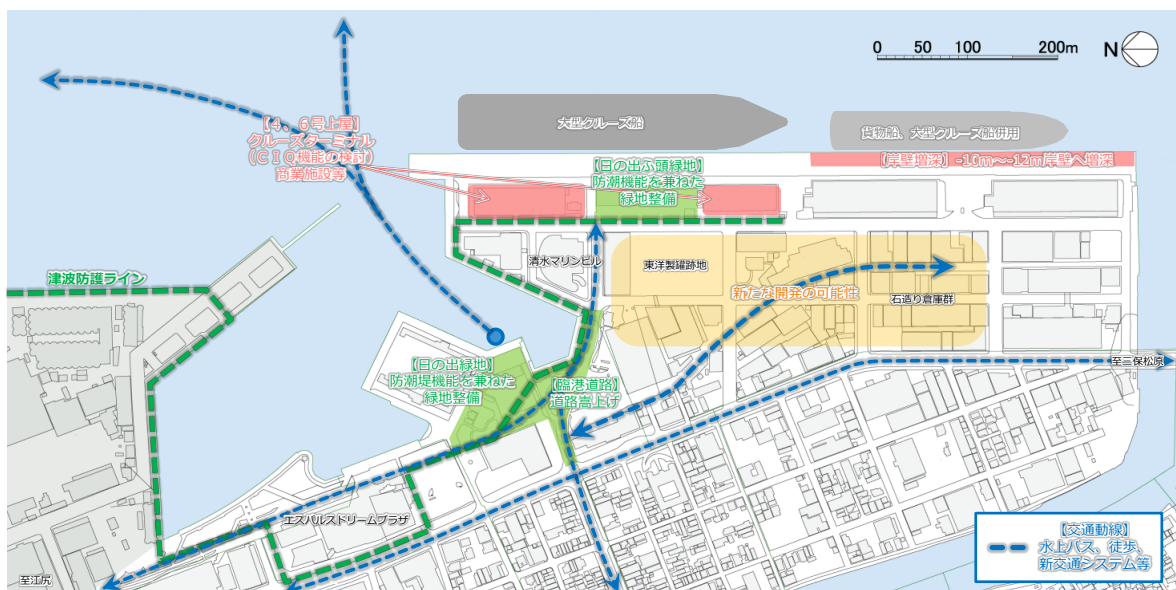 0 50 100 200m
N
大型クルーズ船
貨物船、大型クルーズ船併用
【４、６号上屋】
クルーズターミナル
（ＣＩＱ機能の検討）
商業施設等
【日の出ふ頭緑地】
防潮機能を兼ねた
緑地整備
【岸壁増深】-10m～-12m岸壁へ増深
清水マリンビル
東洋製罐跡地
津波防護ライン
新たな開発の可能性
石造り倉庫群
【日の出緑地】
防潮堤機能を兼ねた
緑地整備
【臨港道路】
道路嵩上げ
至三保松原
エスパルスドリームプラザ
至江尻
【交通動線】
水上バス、徒歩、
新交通システム等